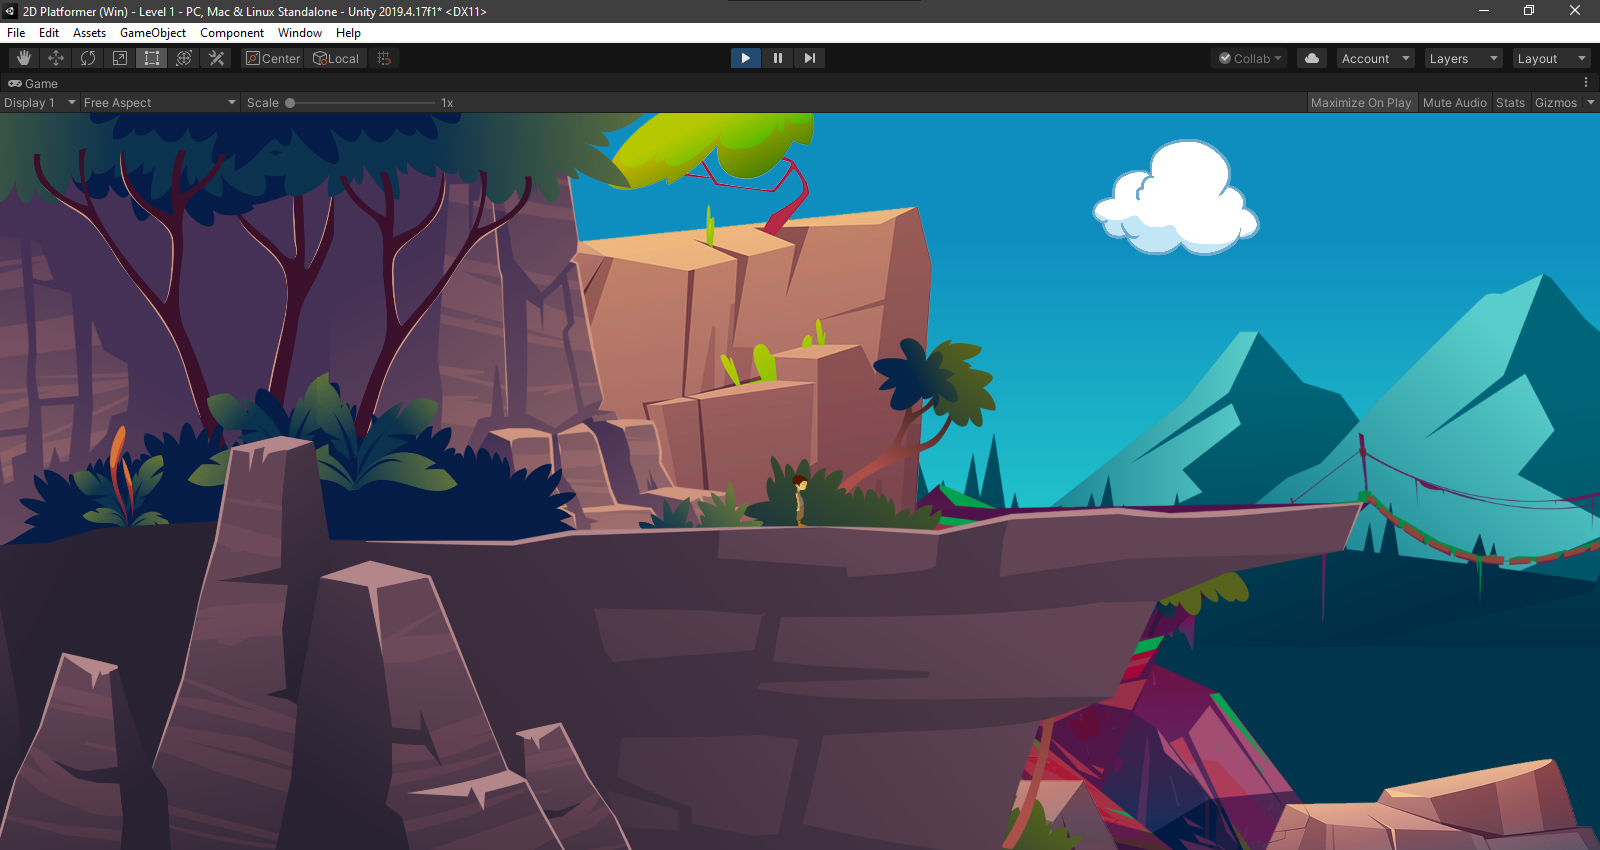 2D Platformer (Win) - Level 1 - PC, Mac & Linux Standalone - Unity 2019.4.17f1* <DX11>
File Edit Assets GameObject Component Window Help
Center Local Collab Account Layers Layout
Game
Display 1 Free Aspect Scale 1x Maximize On Play Mute Audio Stats Gizmos